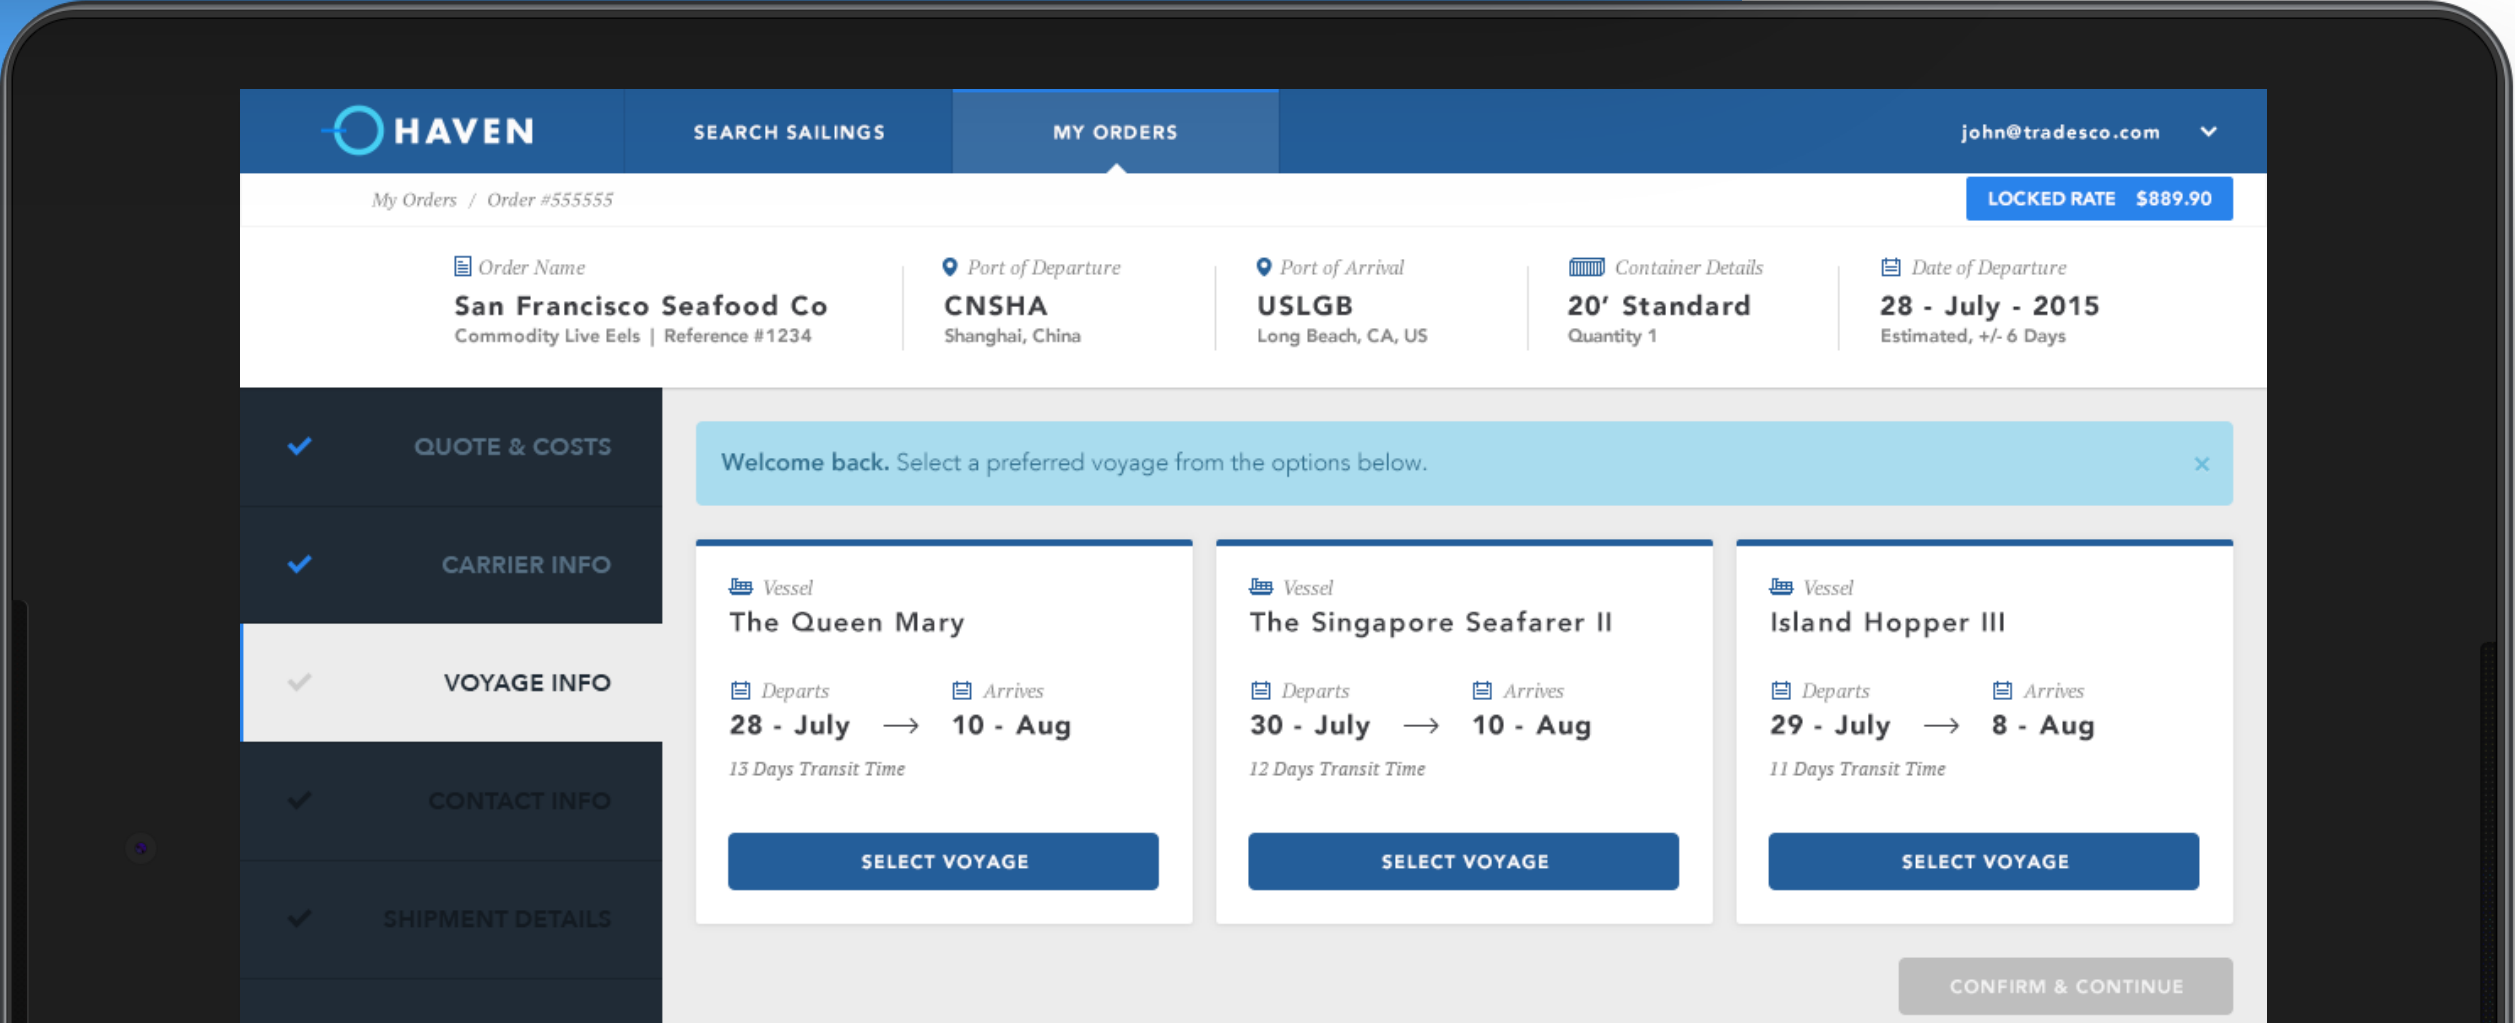 HAVEN
SEARCH SAILINGS
MY ORDERS
john@tradesco.com
My Orders / Order #555555
LOCKED RATE $889.90
Order Name
San Francisco Seafood Co
Commodity Live Eels | Reference #1234
Port of Departure
CNSHA
Shanghai, China
Port of Arrival
USLGB
Long Beach, CA, US
Container Details
20' Standard
Quantity 1
Date of Departure
28 - July - 2015
Estimated, +/- 6 Days
QUOTE & COSTS
CARRIER INFO
VOYAGE INFO
CONTACT INFO
SHIPMENT DETAILS
Welcome back. Select a preferred voyage from the options below.
×
Vessel
The Queen Mary
Departs
28 - July
→
Arrives
10 - Aug
13 Days Transit Time
SELECT VOYAGE
Vessel
The Singapore Seafarer II
Departs
30 - July
→
Arrives
10 - Aug
12 Days Transit Time
SELECT VOYAGE
Vessel
Island Hopper III
Departs
29 - July
→
Arrives
8 - Aug
11 Days Transit Time
SELECT VOYAGE
CONFIRM & CONTINUE